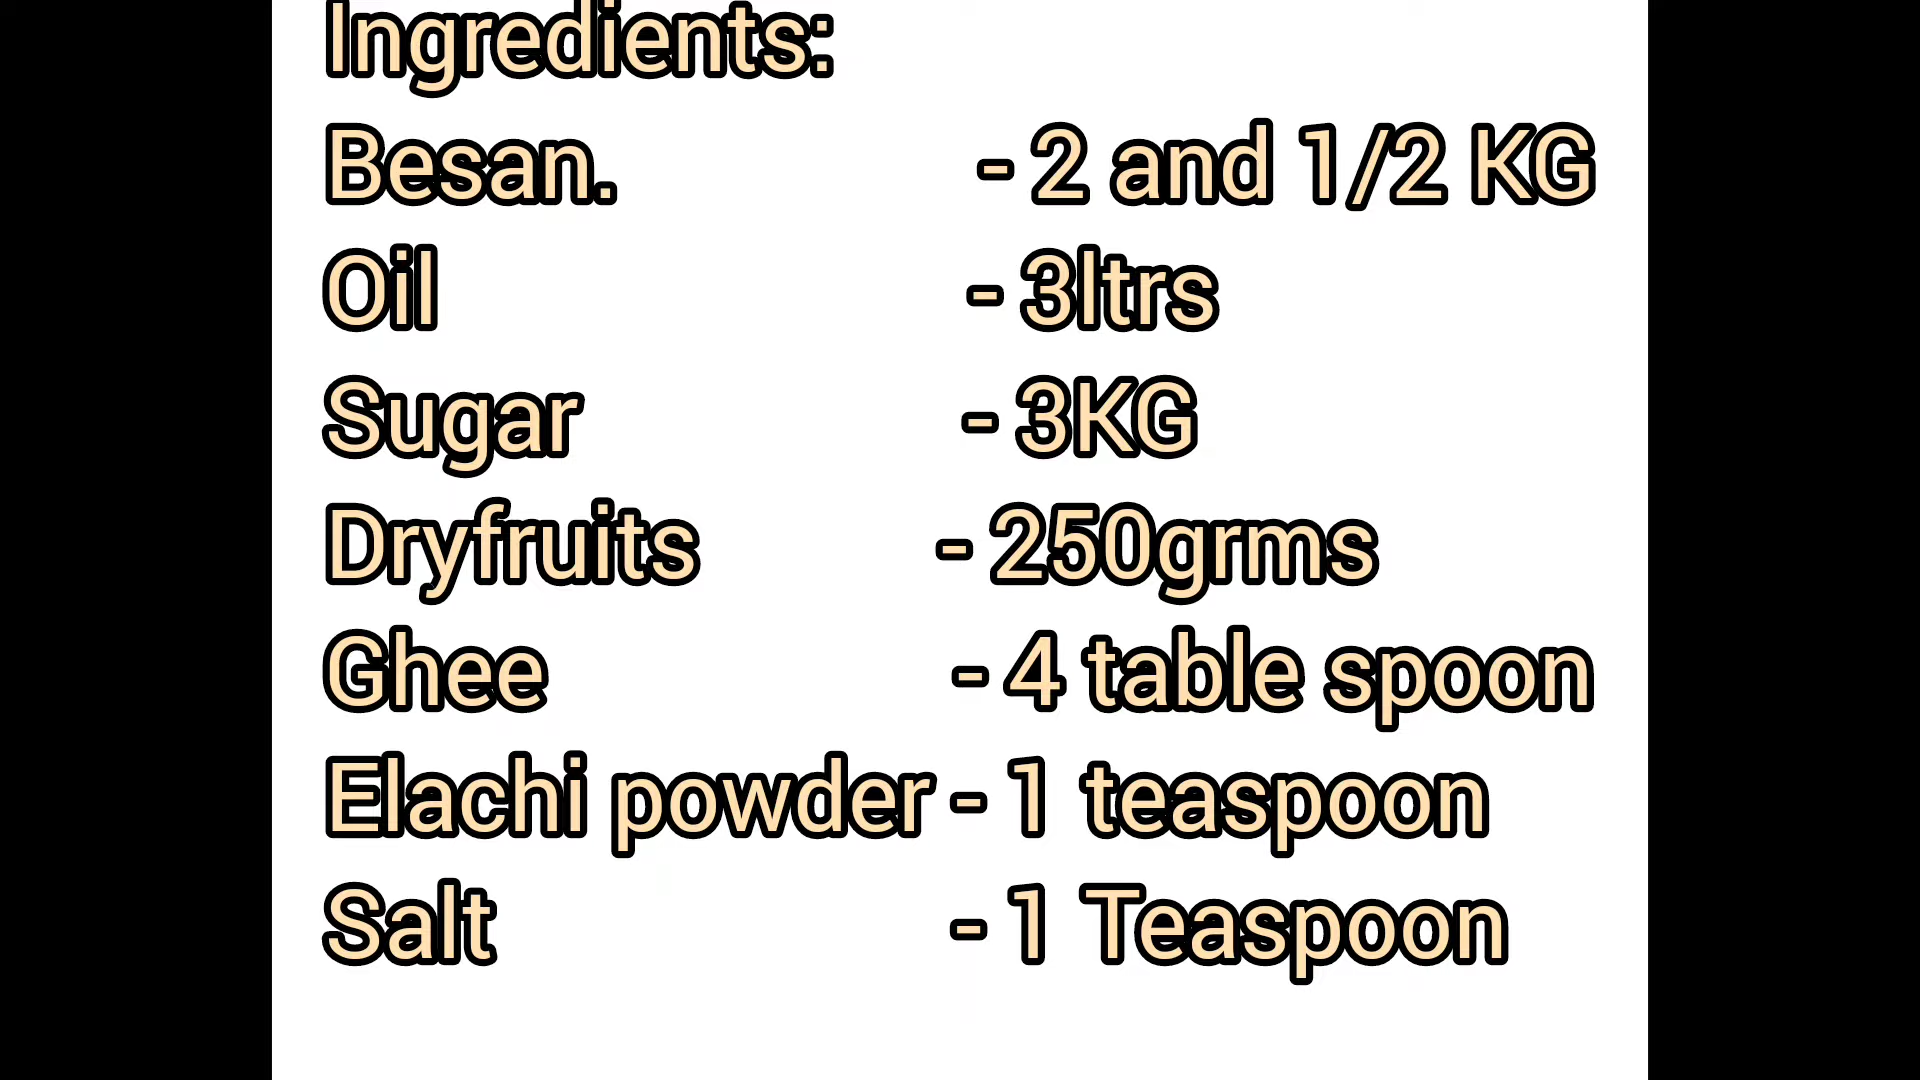 Ingredients:
Besan. - 2 and 1/2 KG
Oil - 3ltrs
Sugar - 3KG
Dryfruits - 250grms
Ghee - 4 table spoon
Elachi powder - 1 teaspoon
Salt - 1 Teaspoon